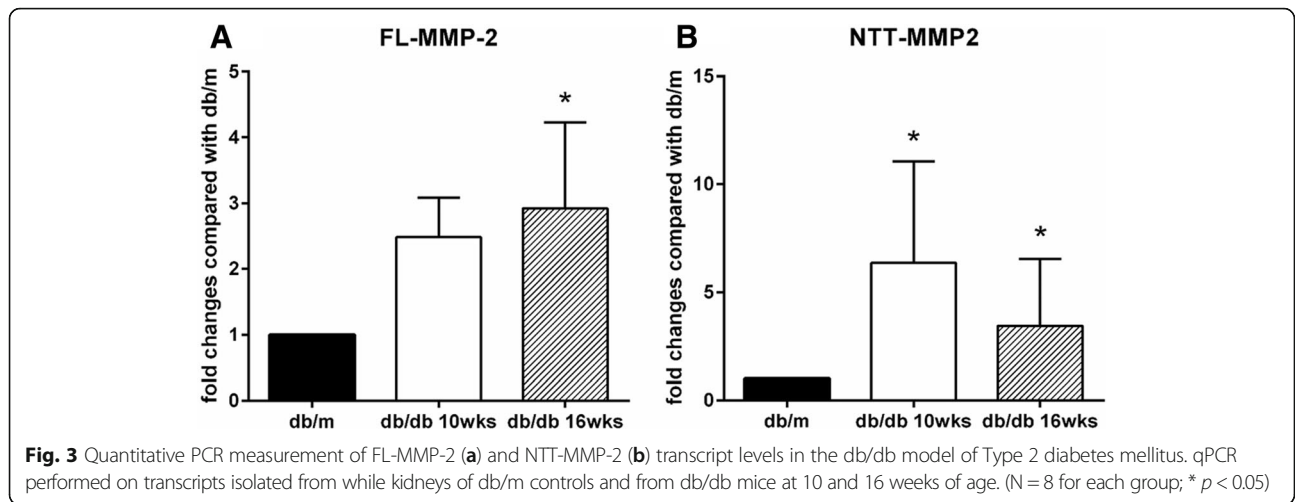 A
FL-MMP-2
fold changes compared with db/m
5
4
3
2
1
0
*
db/m
db/db 10wks
db/db 16wks
B
NTT-MMP2
fold changes compared with db/m
15
10
5
0
*
*
db/m
db/db 10wks
db/db 16wks
Fig. 3 Quantitative PCR measurement of FL-MMP-2 (a) and NTT-MMP-2 (b) transcript levels in the db/db model of Type 2 diabetes mellitus. qPCR
performed on transcripts isolated from while kidneys of db/m controls and from db/db mice at 10 and 16 weeks of age. (N = 8 for each group; * p < 0.05)